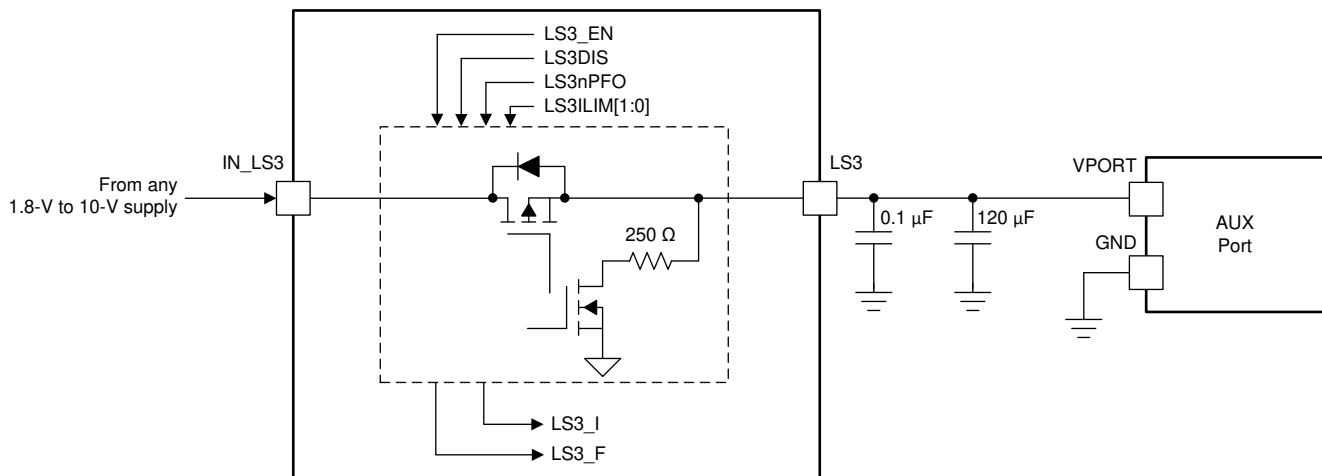 LS3_EN
LS3DIS
LS3nPFO
LS3ILIM[1:0]
IN_LS3
LS3
VPORT
From any
1.8-V to 10-V supply
0.1 µF
120 µF
AUX
Port
250 Ω
GND
LS3_I
LS3_F